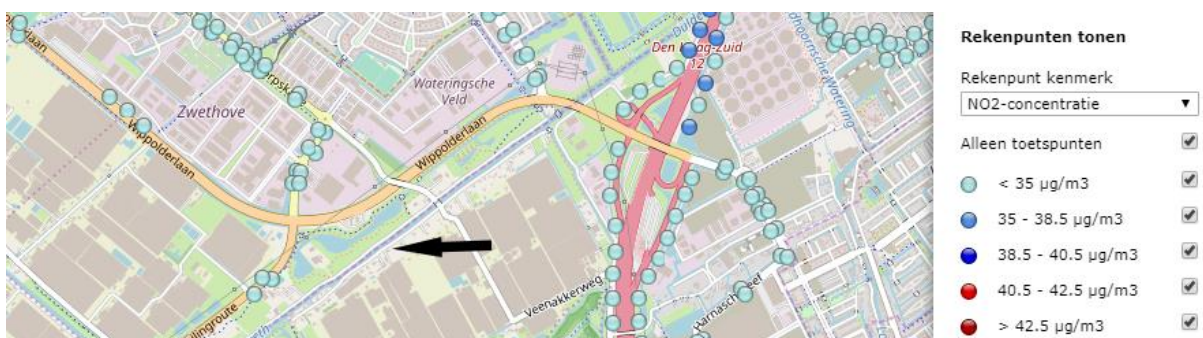 Rekenpunten tonen
Rekenpunt kenmerk
NO2-concentratie
Alleen toetspunten
< 35 µg/m3
35 - 38.5 µg/m3
38.5 - 40.5 µg/m3
40.5 - 42.5 µg/m3
> 42.5 µg/m3
Den Haag-Zuid
12
Wateringsche
Veld
Zwethove
Wippolderlaan
Wippolderlaan
Veenakkerweg